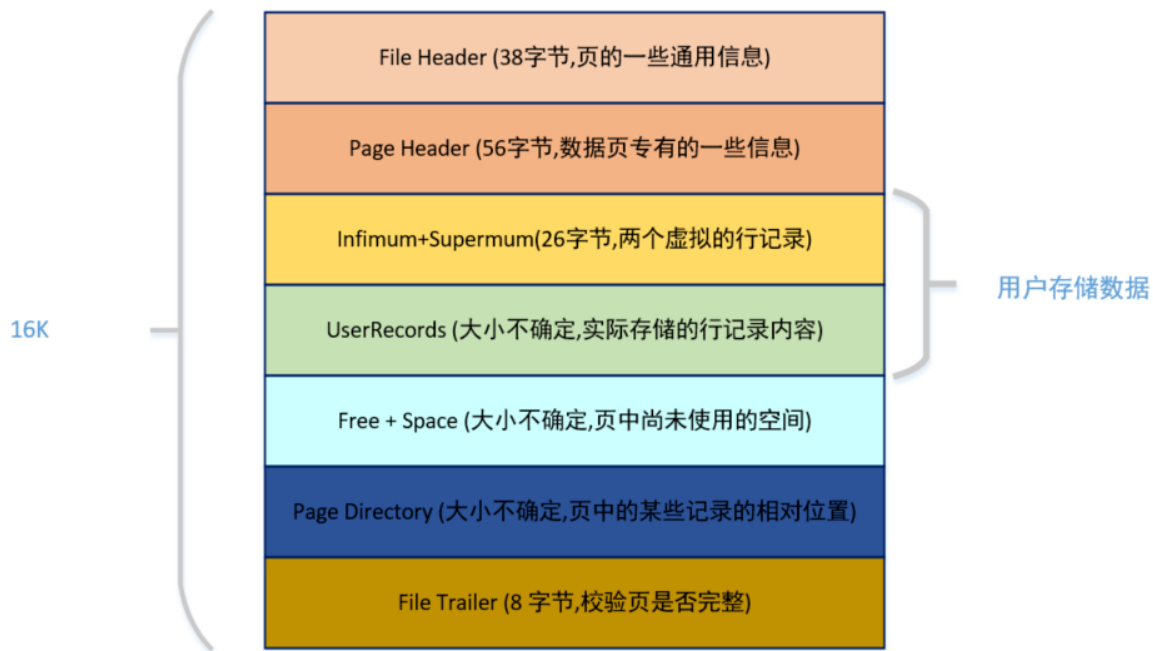 File Header (38字节,页的一些通用信息)
Page Header (56字节,数据页专有的一些信息)
Infimum+Supermum(26字节,两个虚拟的行记录)
用户存储数据
16K
UserRecords (大小不确定,实际存储的行记录内容)
Free + Space (大小不确定,页中尚未使用的空间)
Page Directory (大小不确定,页中的某些记录的相对位置)
File Trailer (8 字节,校验页是否完整)